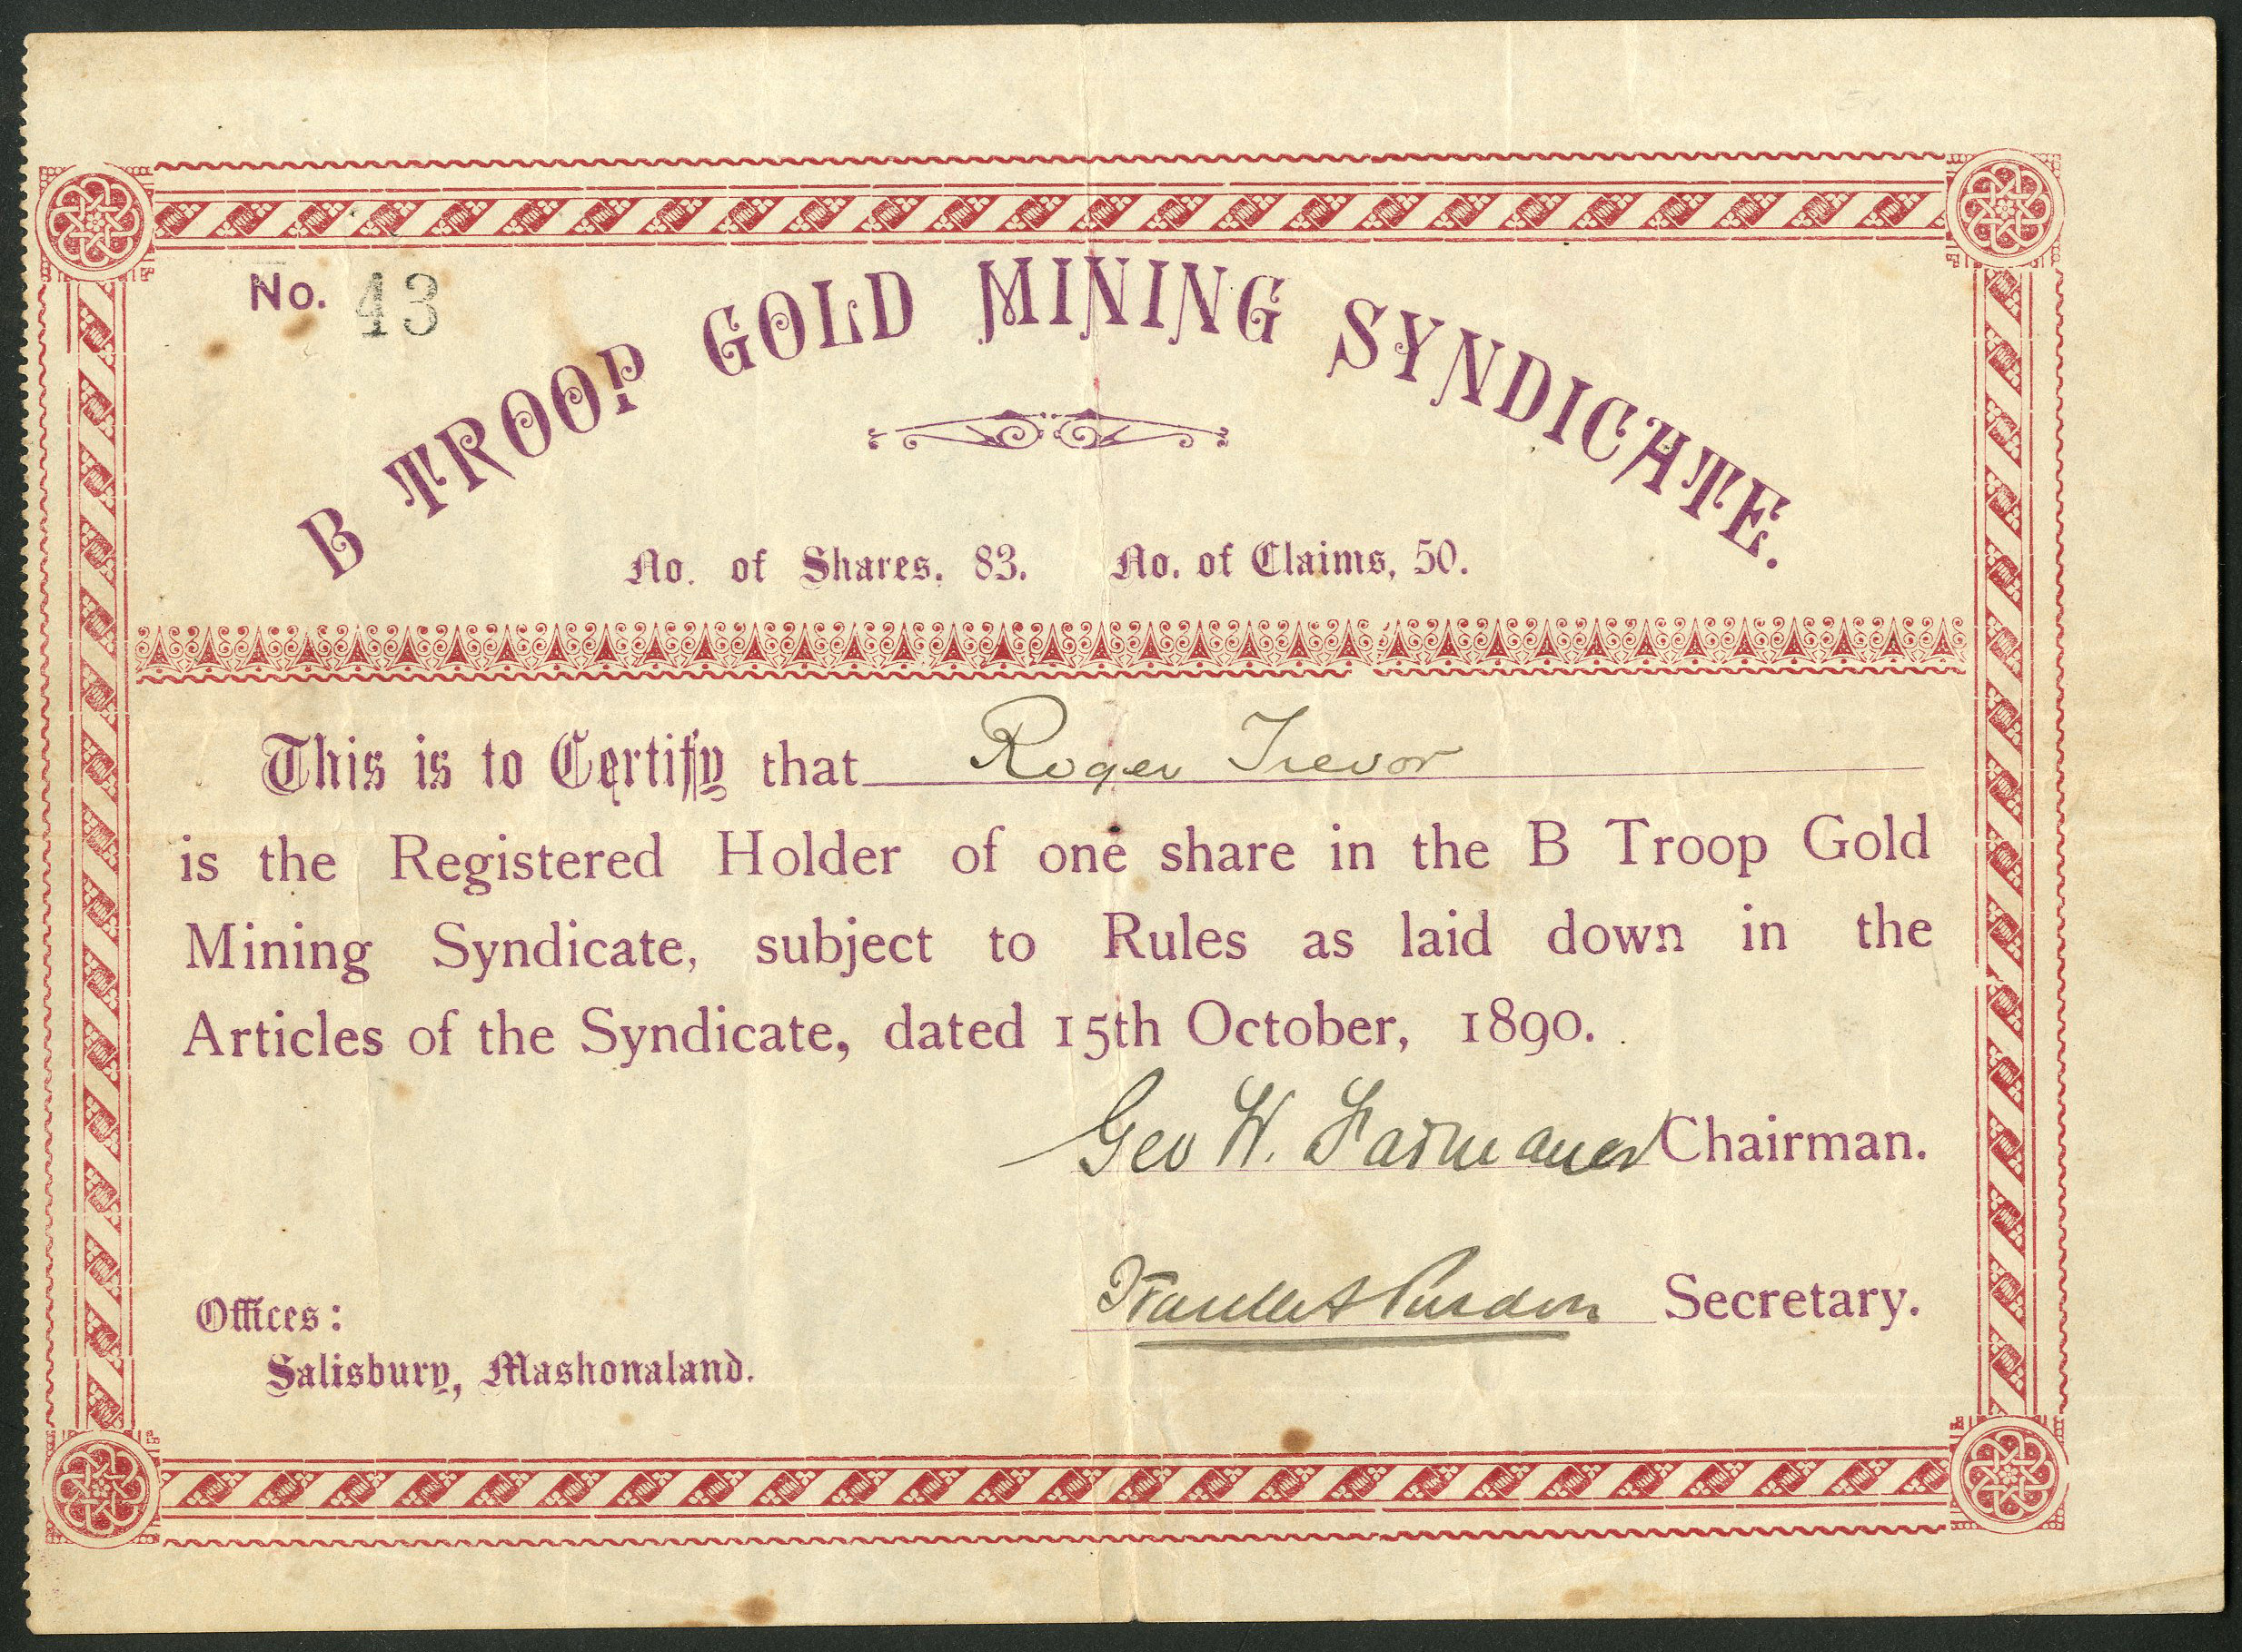 No. 43
B TROOP GOLD MINING SYNDICATE.
No. of Shares, 83. No. of Claims, 50.
This is to Certify that Roger Trevor
is the Registered Holder of one share in the B Troop Gold
Mining Syndicate, subject to Rules as laid down in the
Articles of the Syndicate, dated 15th October, 1890.
Geo W. Chairman.
Purdon Secretary.
Offices:
Salisbury, Mashonaland.